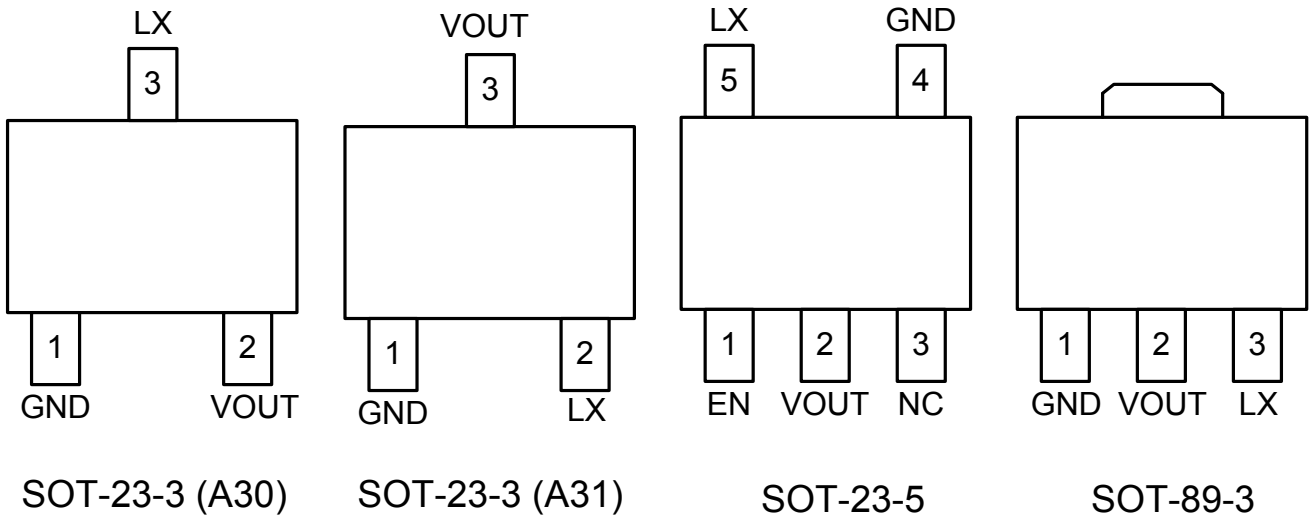 LX
3
1
2
GND
VOUT
SOT-23-3 (A30)
VOUT
3
1
2
GND
LX
SOT-23-3 (A31)
LX
GND
5
4
1
2
3
EN
VOUT
NC
SOT-23-5
1
2
3
GND
VOUT
LX
SOT-89-3